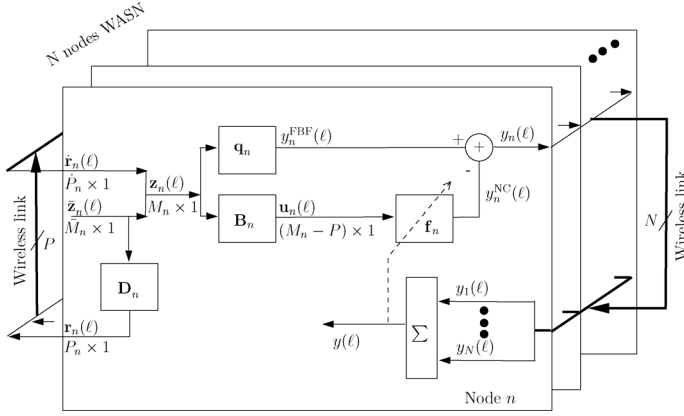 N nodes WASN
ṙₙ(ℓ)
Ṗₙ × 1
z̄ₙ(ℓ)
M̄ₙ × 1
zₙ(ℓ)
Mₙ × 1
qₙ
yₙ^FBF(ℓ)
+
+
yₙ(ℓ)
-
yₙ^NC(ℓ)
Bₙ
uₙ(ℓ)
(Mₙ − P) × 1
fₙ
Wireless link
P
Dₙ
rₙ(ℓ)
Pₙ × 1
y(ℓ)
Σ
y₁(ℓ)
y_N(ℓ)
Node n
N
Wireless link